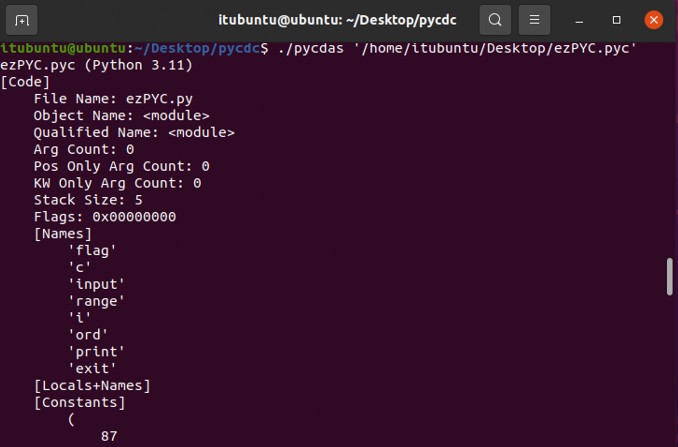 itubuntu@ubuntu: ~/Desktop/pycdc
itubuntu@ubuntu:~/Desktop/pycdc$ ./pycdas '/home/itubuntu/Desktop/ezPYC.pyc'
ezPYC.pyc (Python 3.11)
[Code]
    File Name: ezPYC.py
    Object Name: <module>
    Qualified Name: <module>
    Arg Count: 0
    Pos Only Arg Count: 0
    KW Only Arg Count: 0
    Stack Size: 5
    Flags: 0x00000000
    [Names]
        'flag'
        'c'
        'input'
        'range'
        'i'
        'ord'
        'print'
        'exit'
    [Locals+Names]
    [Constants]
        (
            87